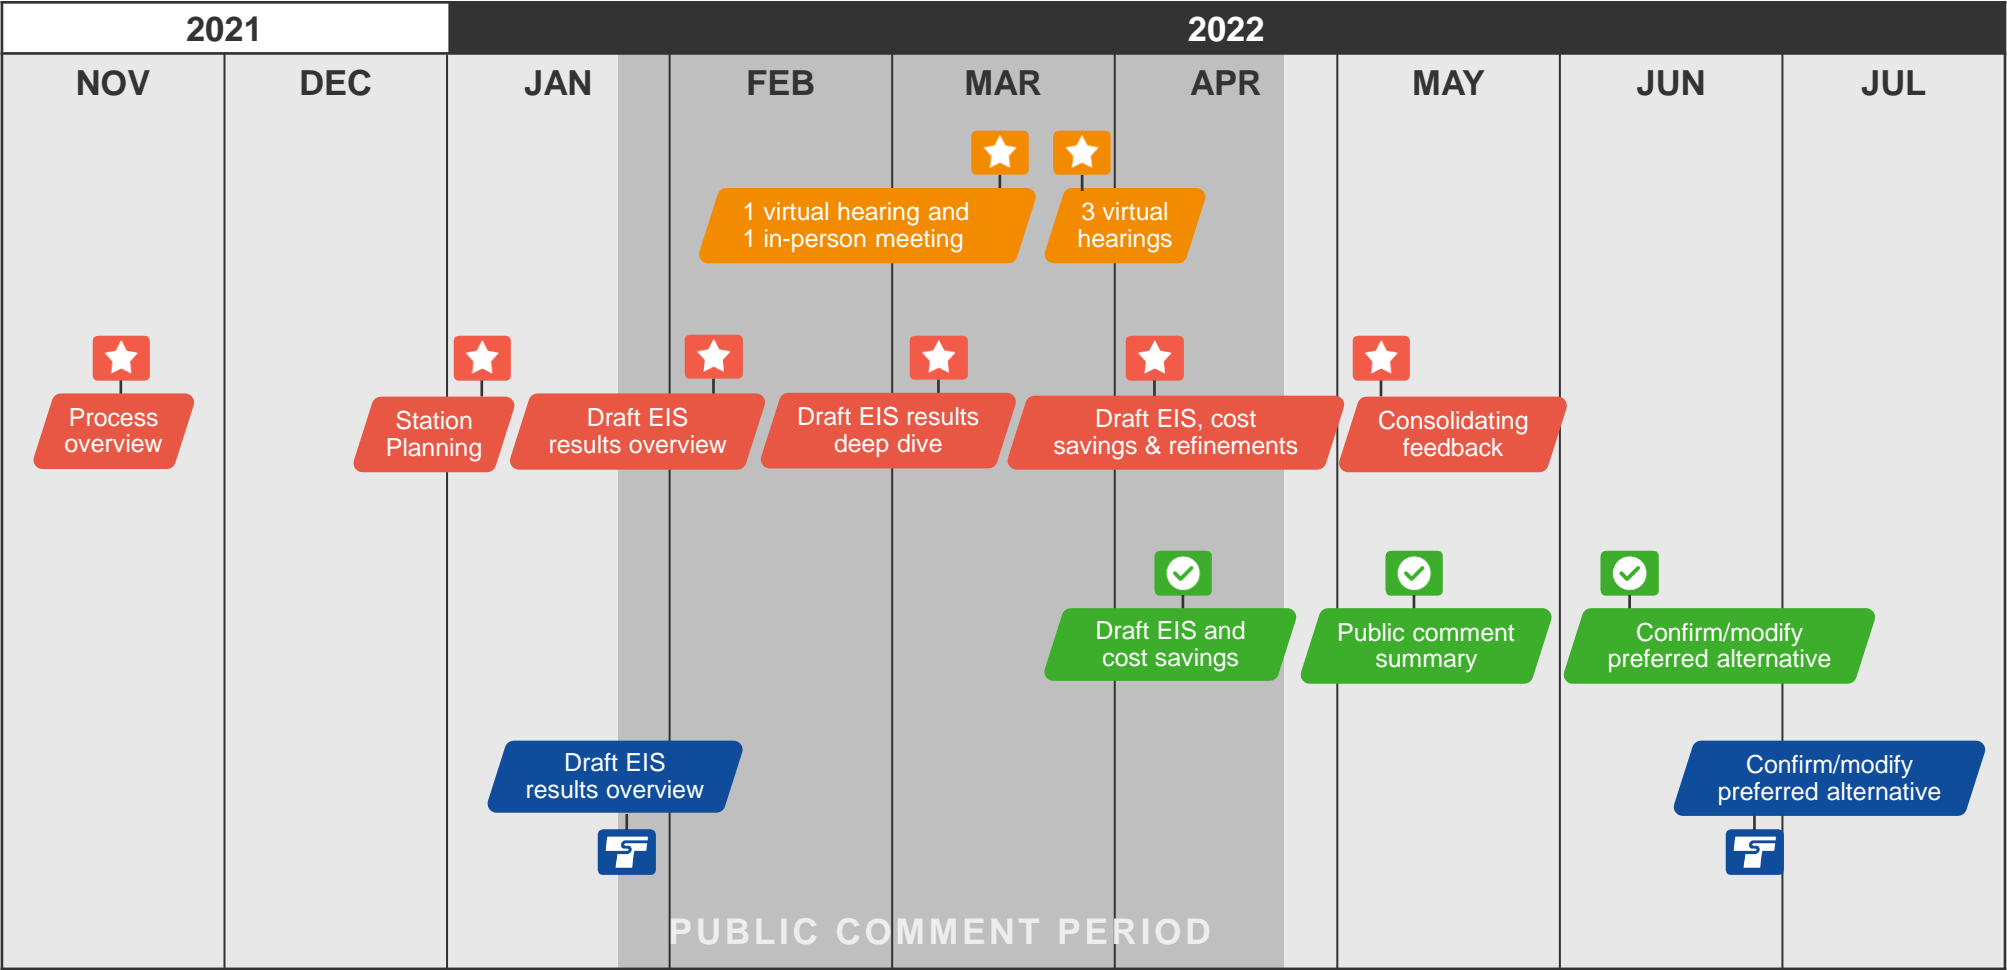 2021
2022
NOV
DEC
JAN
FEB
MAR
APR
MAY
JUN
JUL
1 virtual hearing and
1 in-person meeting
3 virtual
hearings
Process
overview
Station
Planning
Draft EIS
results overview
Draft EIS results
deep dive
Draft EIS, cost
savings & refinements
Consolidating
feedback
Draft EIS and
cost savings
Public comment
summary
Confirm/modify
preferred alternative
Draft EIS
results overview
Confirm/modify
preferred alternative
PUBLIC COMMENT PERIOD